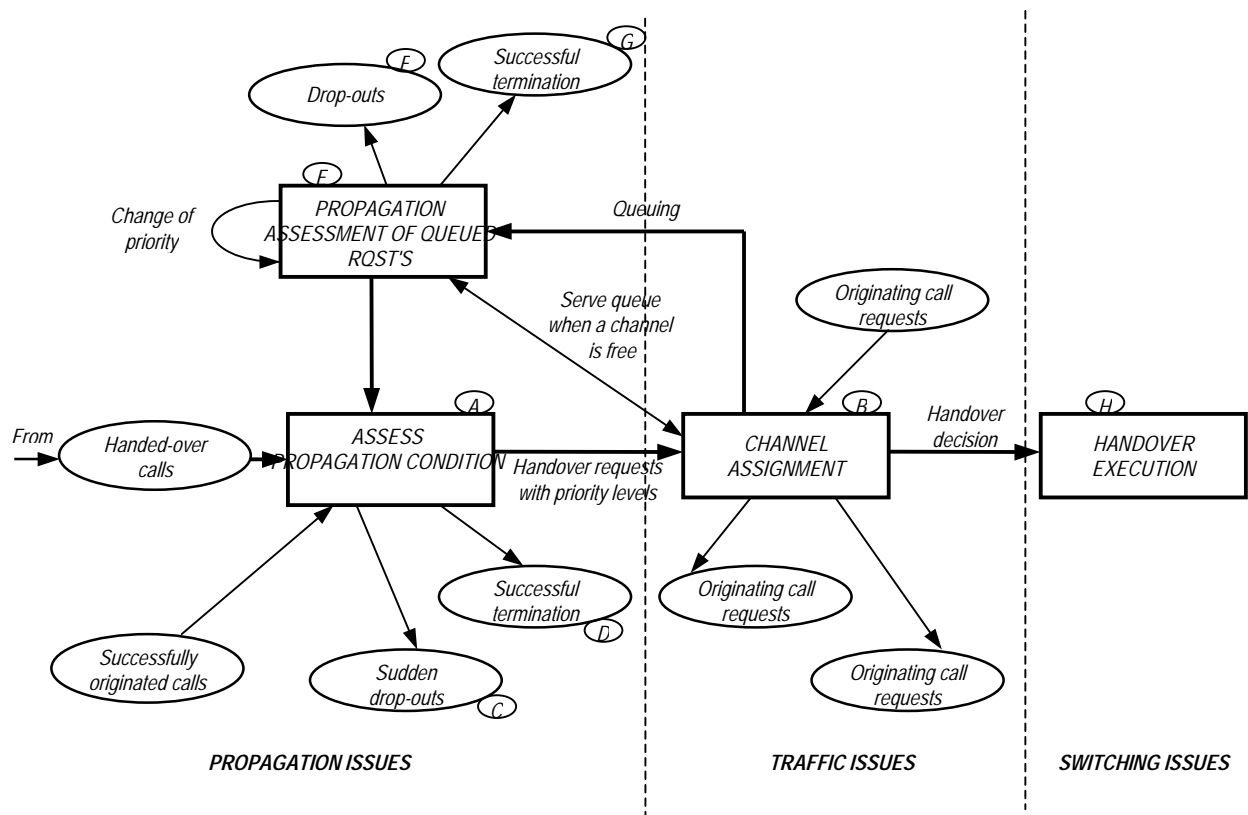 G
Successful
termination
F
Drop-outs
E
PROPAGATION
ASSESSMENT OF QUEUED
RQST'S
Change of
priority
Queuing
Serve queue
when a channel
is free
Originating call
requests
From
Handed-over
calls
A
ASSESS
PROPAGATION CONDITION
Handover requests
with priority levels
B
CHANNEL
ASSIGNMENT
Handover
decision
H
HANDOVER
EXECUTION
Successful
termination
D
Originating call
requests
Successfully
originated calls
Sudden
drop-outs
C
Originating call
requests
PROPAGATION ISSUES
TRAFFIC ISSUES
SWITCHING ISSUES